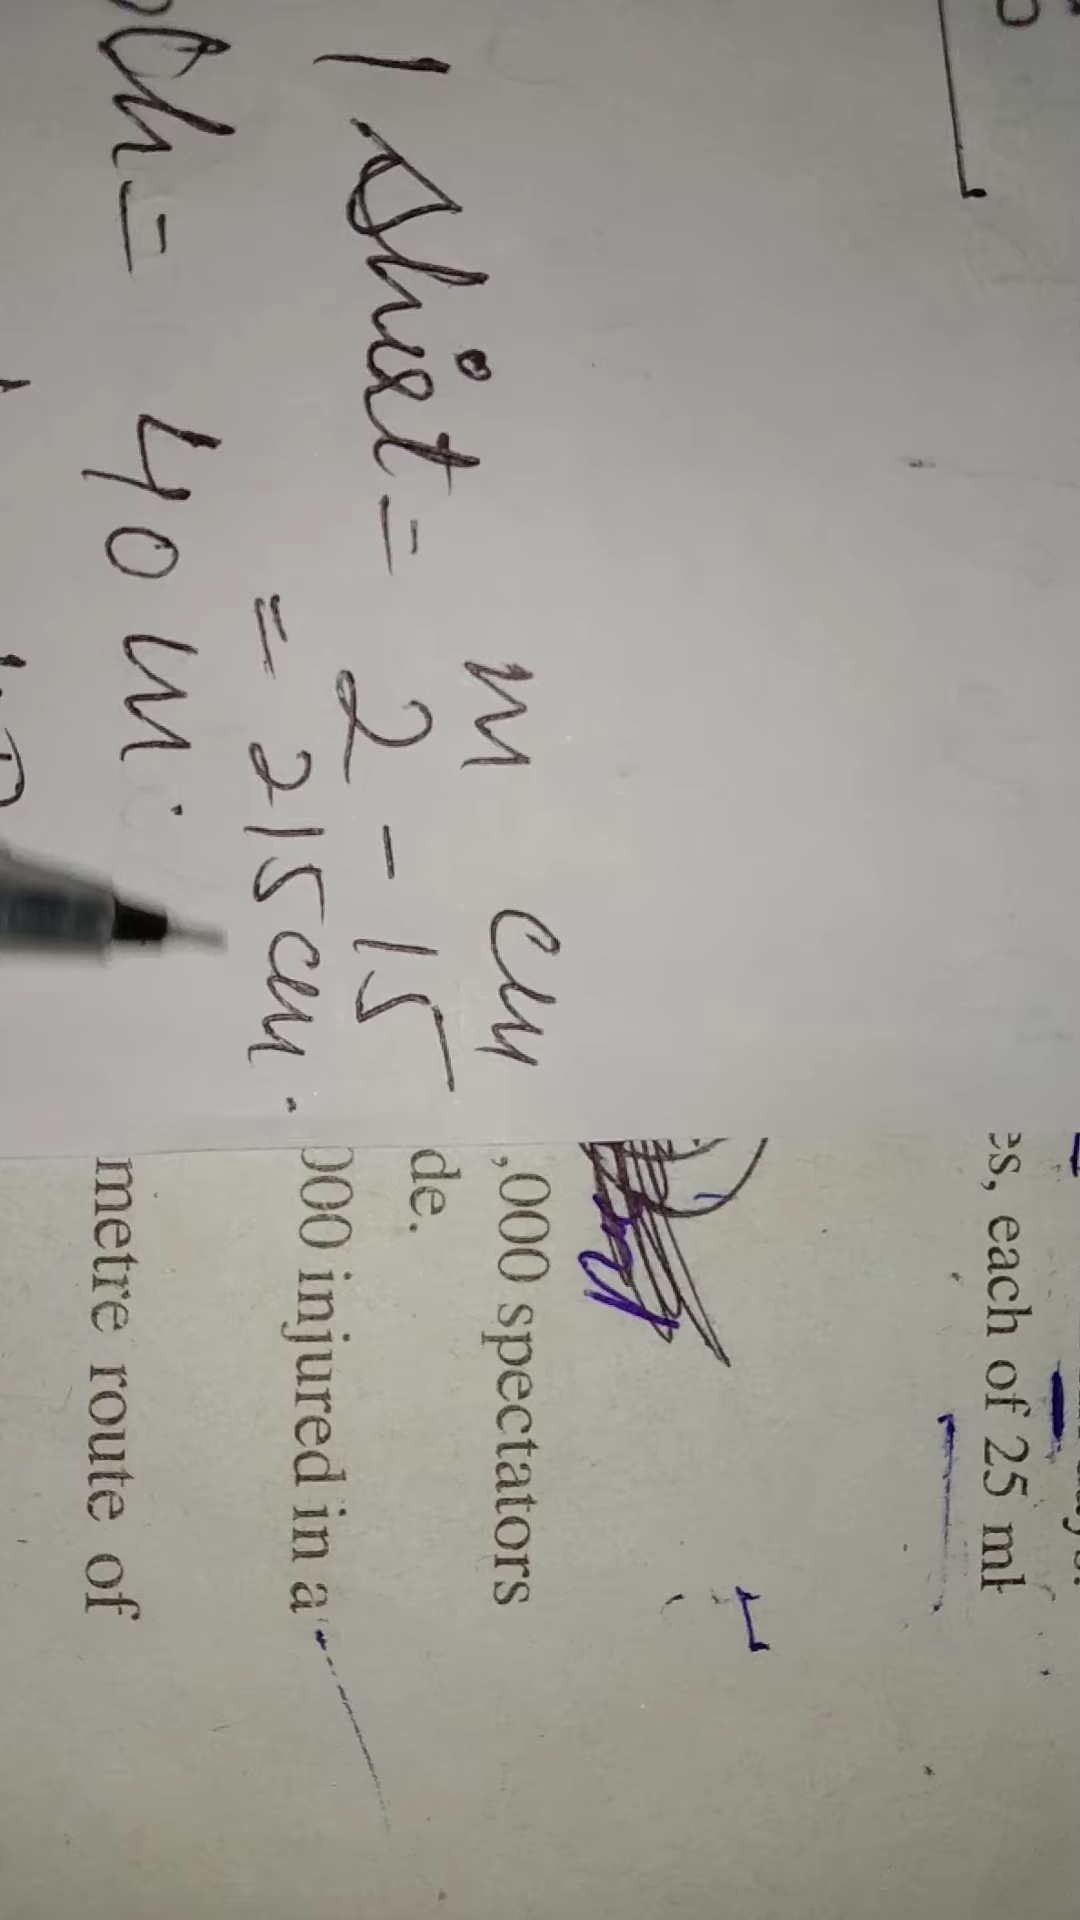 es, each of 25 ml
m cm
1 shirt = 2 - 15
= 215 cm.
= 40 m
,000 spectators
de.
000 injured in a
metre route of